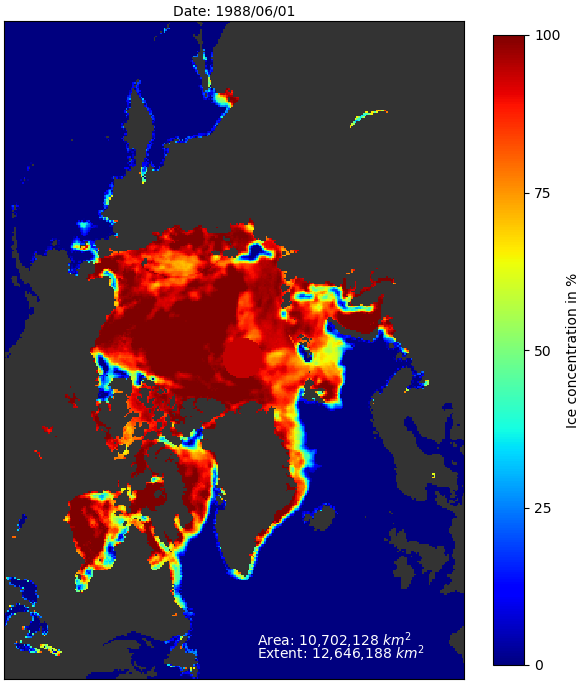 Date: 1988/06/01
100
75
50
25
0
Ice concentration in %
Area: 10,702,128 km²
Extent: 12,646,188 km²